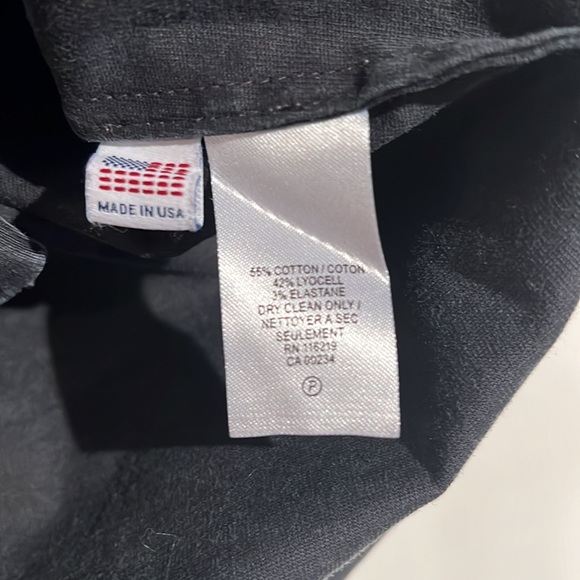 MADE IN USA
55% COTTON / COTON
42% LYOCELL
3% ELASTANE
DRY CLEAN ONLY /
NETTOYER A SEC
SEULEMENT
RN 116219
CA 00234
P